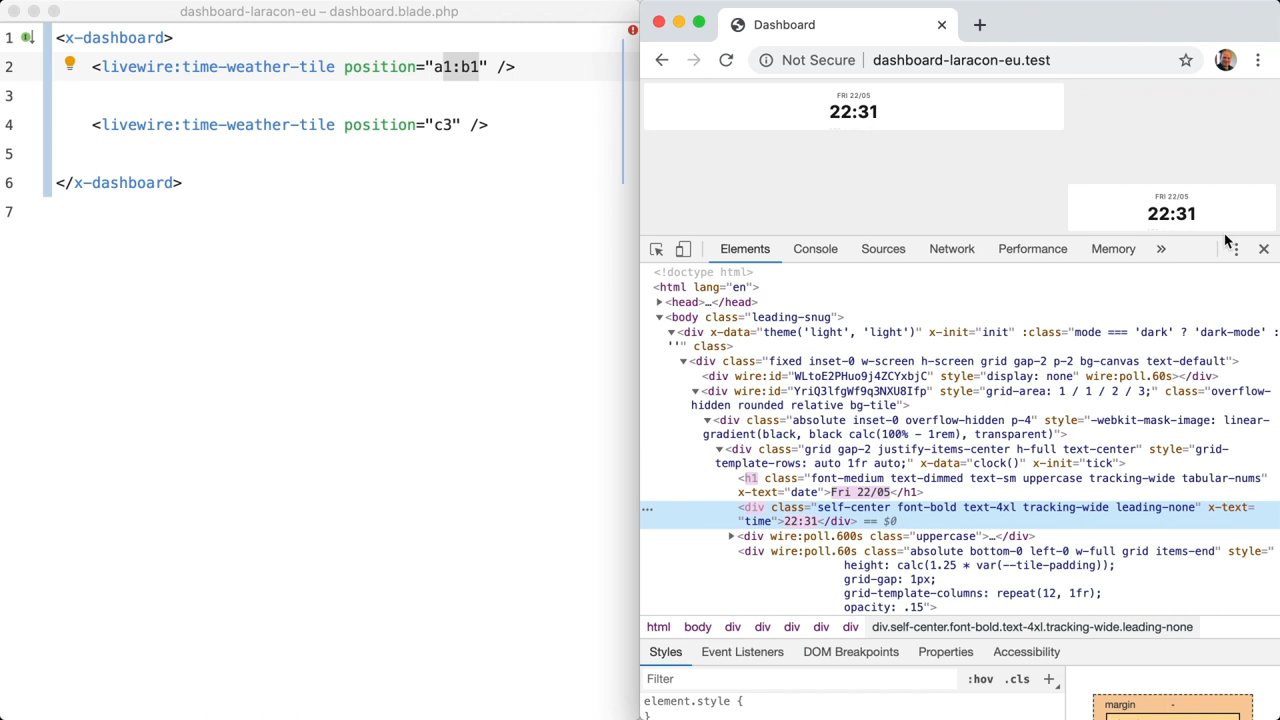 dashboard-laracon-eu – dashboard.blade.php
1 <x-dashboard>
2 <livewire:time-weather-tile position="a1:b1" />
3
4 <livewire:time-weather-tile position="c3" />
5
6 </x-dashboard>
7
Dashboard
Not Secure | dashboard-laracon-eu.test
FRI 22/05
22:31
FRI 22/05
22:31
Elements Console Sources Network Performance Memory »
<!doctype html>
<html lang="en">
▶<head>…</head>
▼<body class="leading-snug">
▼<div x-data="theme('light', 'light')" x-init="init" :class="mode === 'dark' ? 'dark-mode' :
''" class>
▼<div class="fixed inset-0 w-screen h-screen grid gap-2 p-2 bg-canvas text-default">
<div wire:id="WLtoE2PHuo9j4ZCYxbjC" style="display: none" wire:poll.60s></div>
▼<div wire:id="YriQ3lfgWf9q3NXU8Ifp" style="grid-area: 1 / 1 / 2 / 3;" class="overflow-
hidden rounded relative bg-tile">
▼<div class="absolute inset-0 overflow-hidden p-4" style="-webkit-mask-image: linear-
gradient(black, black calc(100% - 1rem), transparent)">
▼<div class="grid gap-2 justify-items-center h-full text-center" style="grid-
template-rows: auto 1fr auto;" x-data="clock()" x-init="tick">
<h1 class="font-medium text-dimmed text-sm uppercase tracking-wide tabular-nums"
x-text="date">Fri 22/05</h1>
… <div class="self-center font-bold text-4xl tracking-wide leading-none" x-text=
"time">22:31</div> == $0
▶<div wire:poll.600s class="uppercase">…</div>
<div wire:poll.60s class="absolute bottom-0 left-0 w-full grid items-end" style="
height: calc(1.25 * var(--tile-padding));
grid-gap: 1px;
grid-template-columns: repeat(12, 1fr);
opacity: .15">
html body div div div div div div.self-center.font-bold.text-4xl.tracking-wide.leading-none
Styles Event Listeners DOM Breakpoints Properties Accessibility
Filter :hov .cls +
element.style {
}
margin -